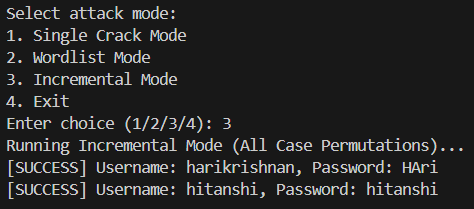 Select attack mode:
1. Single Crack Mode
2. Wordlist Mode
3. Incremental Mode
4. Exit
Enter choice (1/2/3/4): 3
Running Incremental Mode (All Case Permutations)...
[SUCCESS] Username: harikrishnan, Password: HAri
[SUCCESS] Username: hitanshi, Password: hitanshi